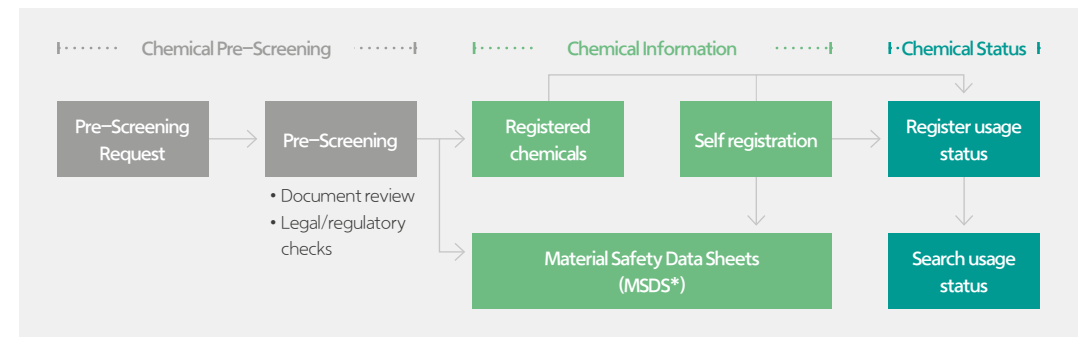 Chemical Pre-Screening
Chemical Information
Chemical Status
Pre-Screening
Request
Pre-Screening
Registered
chemicals
Self registration
Register usage
status
• Document review
• Legal/regulatory
checks
Material Safety Data Sheets
(MSDS*)
Search usage
status